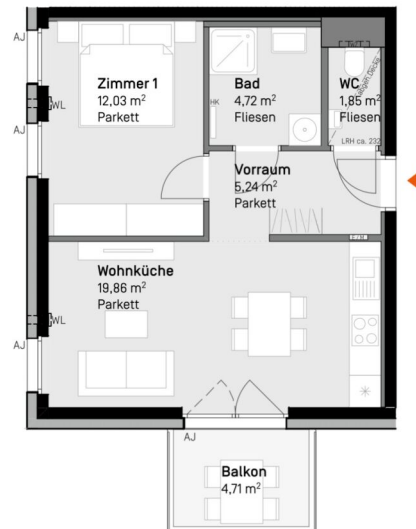 AJ
Zimmer 1
12,03 m²
Parkett
Bad
4,72 m²
Fliesen
WC
1,85 m²
Fliesen
WL
HK
AJ
LRH ca. 232
Vorraum
5,24 m²
Parkett
E/M
Wohnküche
19,86 m²
Parkett
WL
AJ
AJ
Balkon
4,71 m²